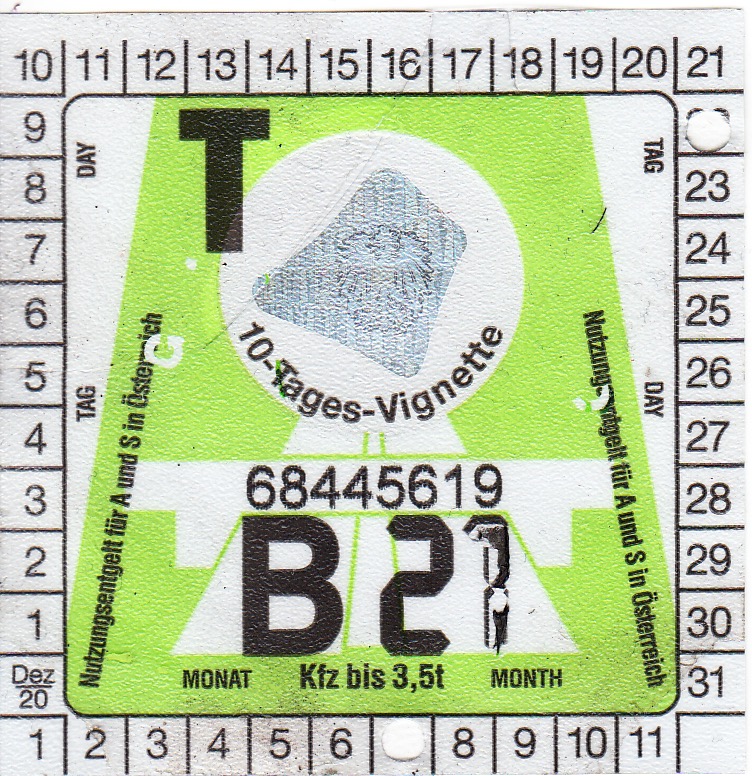 10 11 12 13 14 15 16 17 18 19 20 21
9
8
7
6
5
4
3
2
1
Dez
20
T
DAY
TAG
TAG
DAY
10-Tages-Vignette
Nutzungsentgelt für A und S in Österreich
Nutzungsentgelt für A und S in Österreich
68445619
B 21
MONAT Kfz bis 3,5t MONTH
23
24
25
26
27
28
29
30
31
1 2 3 4 5 6 8 9 10 11